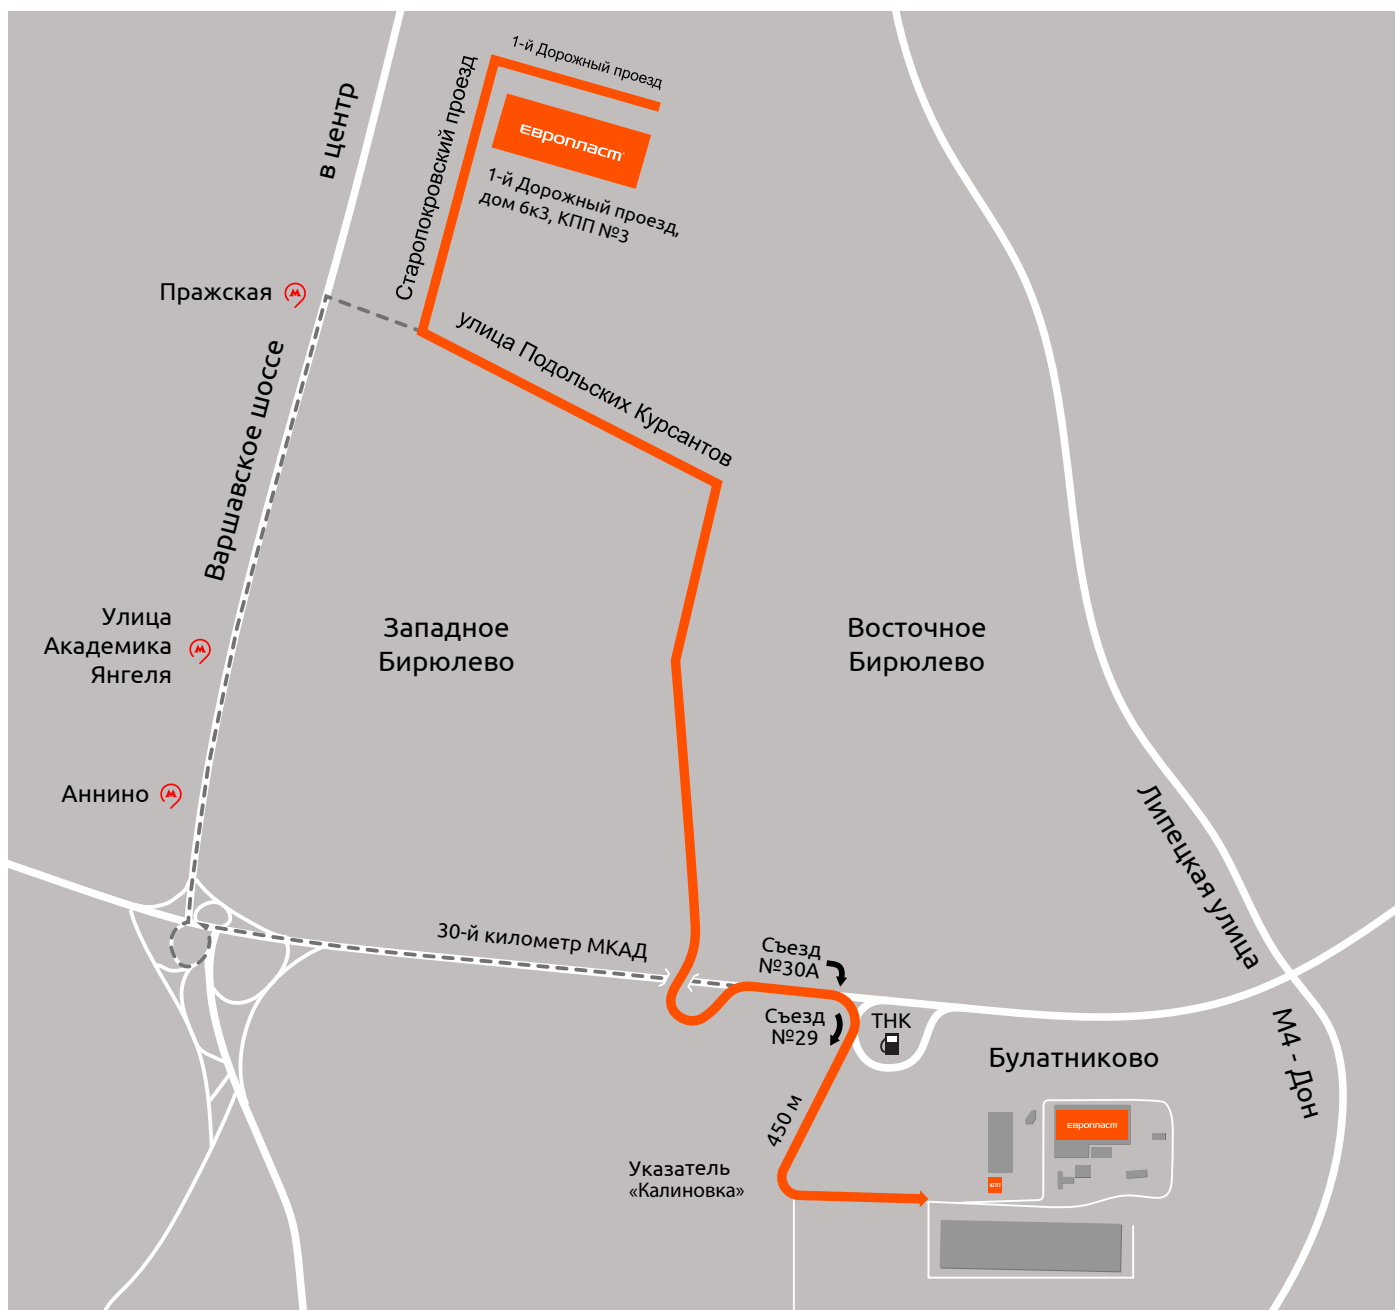 1-й Дорожный проезд
Старопокровский проезд
в центр
европласт
1-й Дорожный проезд,
дом 6к3, КПП №3
Пражская
улица Подольских Курсантов
Варшавское шоссе
Улица
Академика
Янгеля
Западное
Бирюлево
Восточное
Бирюлево
Аннино
Липецкая улица
30-й километр МКАД
Съезд
№30А
Съезд
№29
ТНК
М4 - Дон
Булатниково
450 м
европласт
Указатель
«Калиновка»
КПП